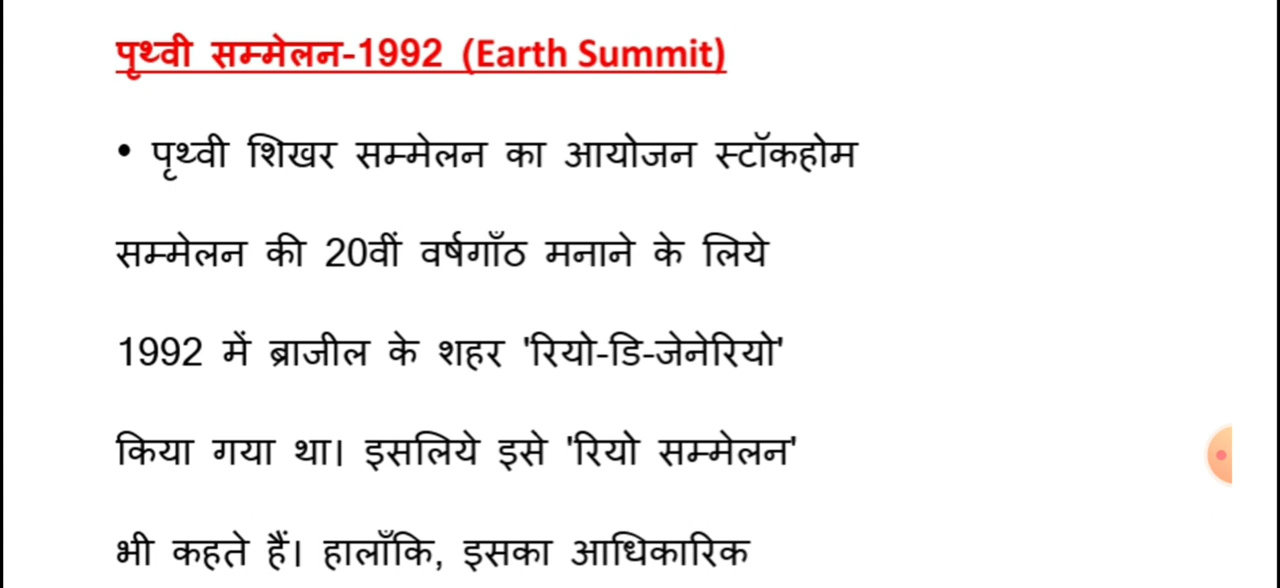 पृथ्वी सम्मेलन-1992 (Earth Summit)
• पृथ्वी शिखर सम्मेलन का आयोजन स्टॉकहोम
सम्मेलन की 20वीं वर्षगाँठ मनाने के लिये
1992 में ब्राजील के शहर 'रियो-डि-जेनेरियो'
किया गया था। इसलिये इसे 'रियो सम्मेलन'
भी कहते हैं। हालाँकि, इसका आधिकारिक